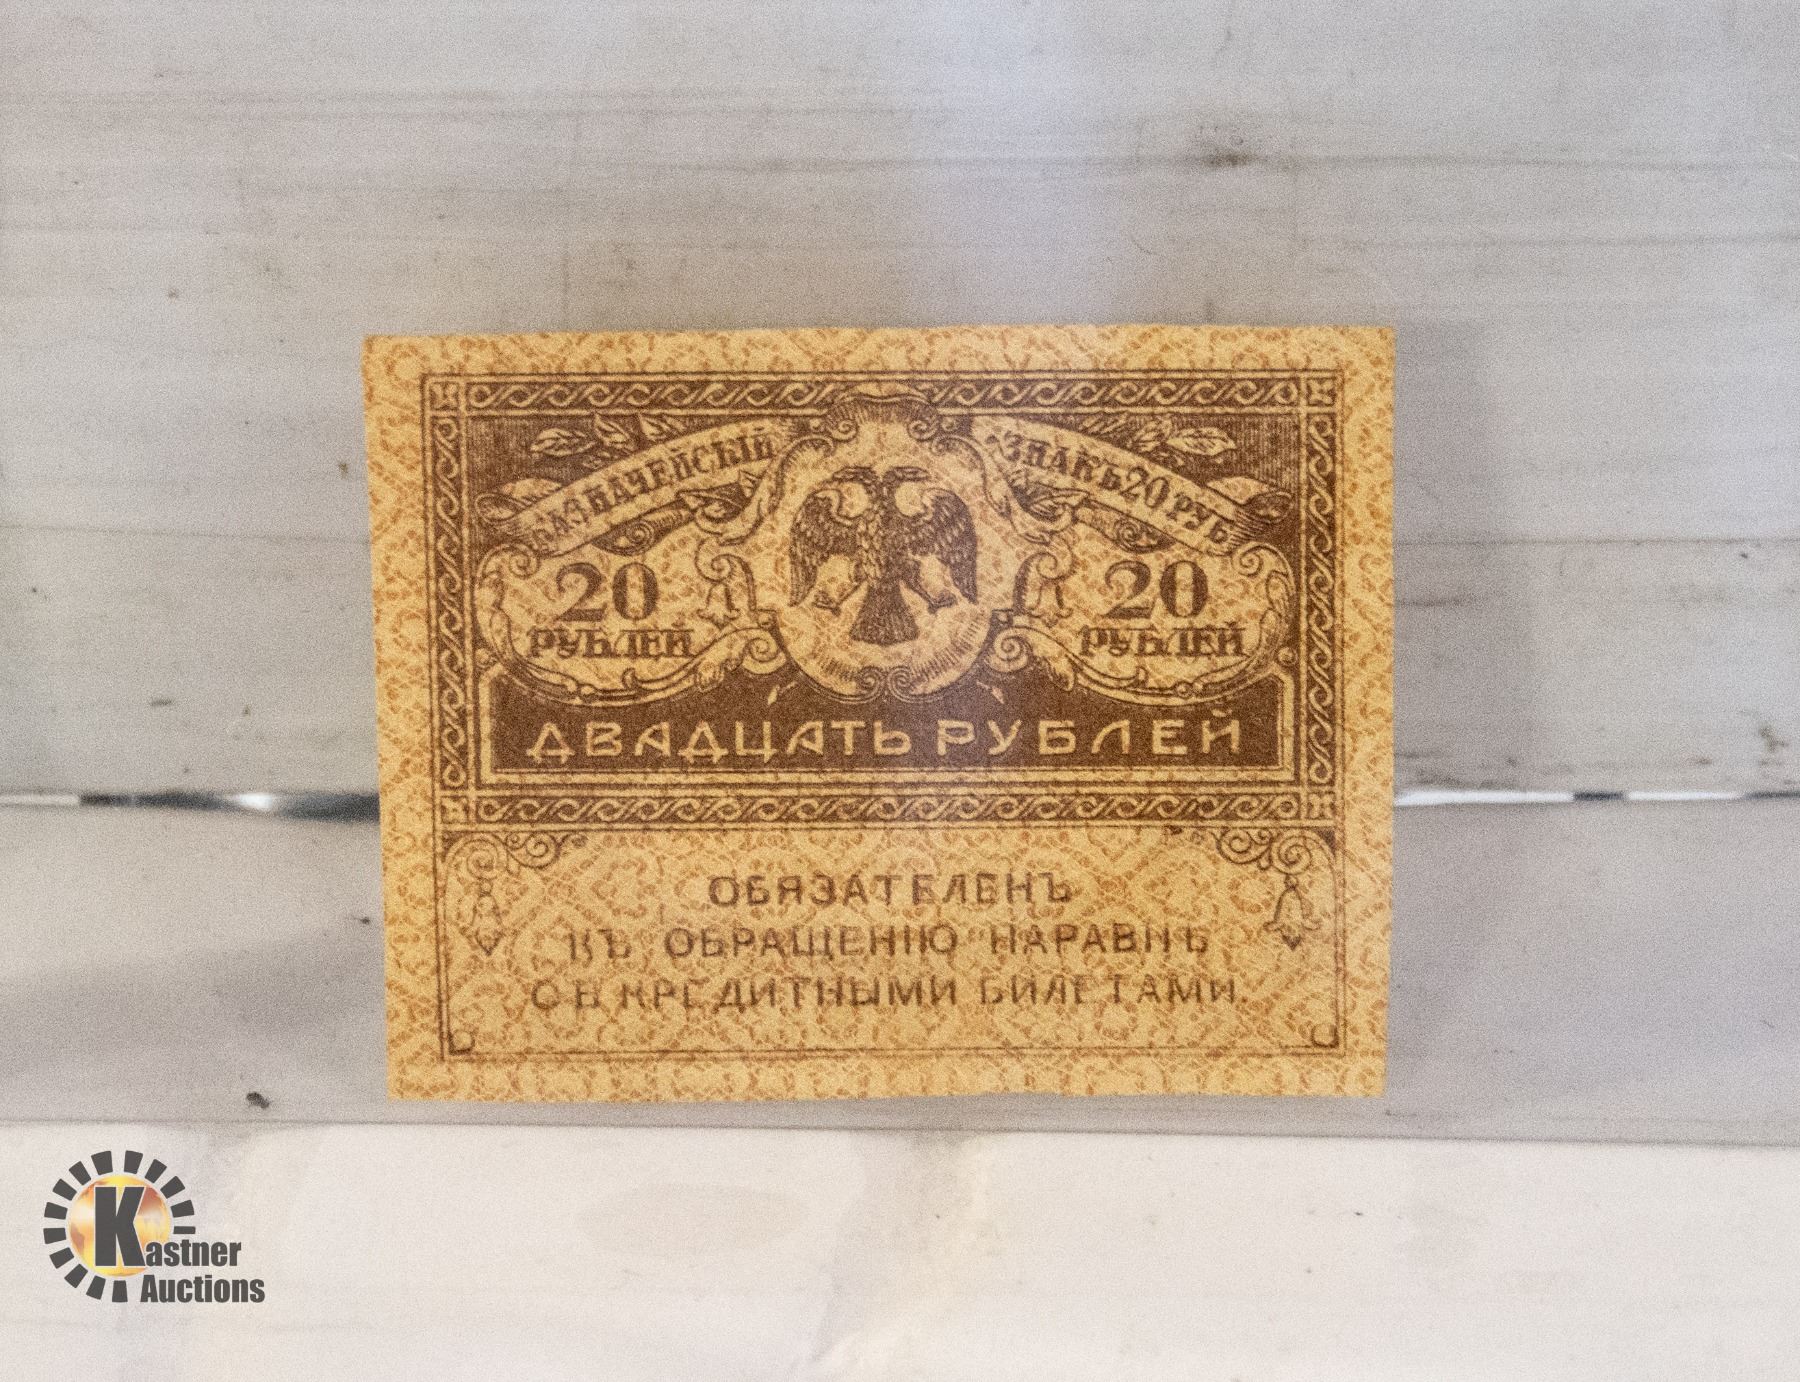 КАЗНАЧЕЙСКІЙ
ЗНАКЪ 20 РУБ.
20
РУБЛЕЙ
20
РУБЛЕЙ
ДВАДЦАТЬ РУБЛЕЙ
ОБЯЗАТЕЛЕНЪ
КЪ ОБРАЩЕНІЮ НАРАВНѢ
СЪ КРЕДИТНЫМИ БИЛЕТАМИ.
Kastner
Auctions